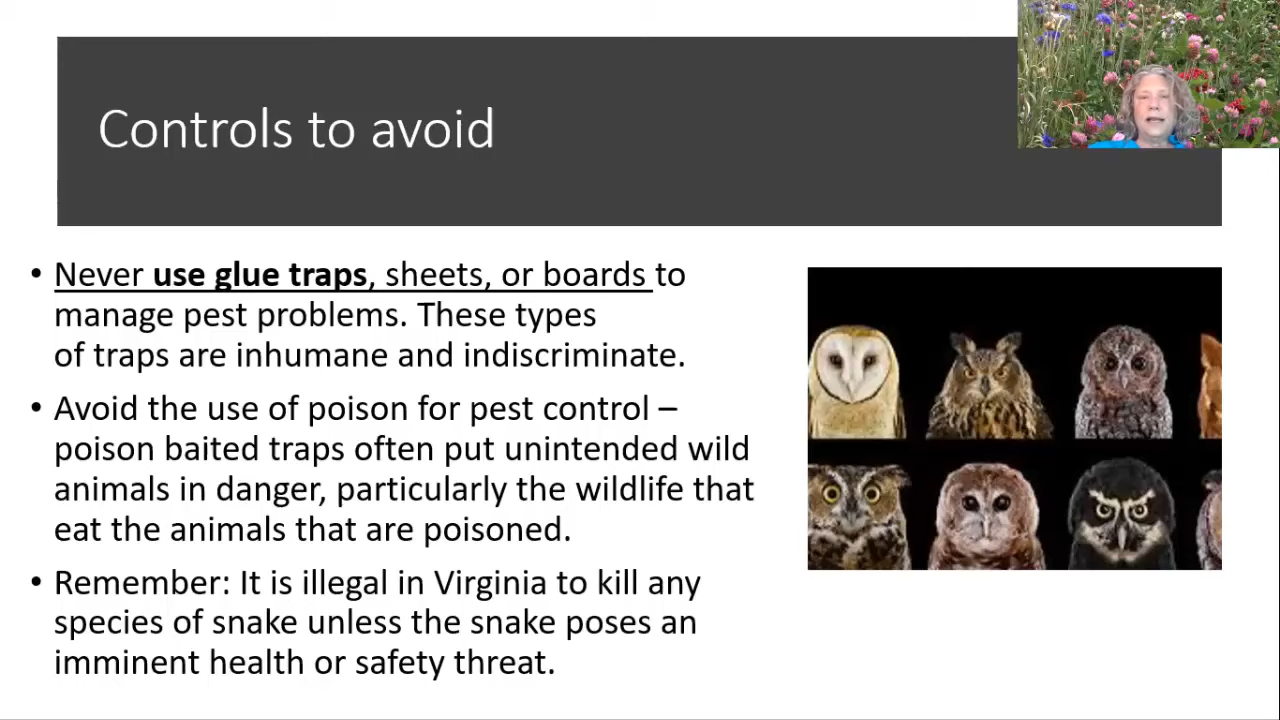 Controls to avoid
• Never use glue traps, sheets, or boards to
manage pest problems. These types
of traps are inhumane and indiscriminate.
• Avoid the use of poison for pest control –
poison baited traps often put unintended wild
animals in danger, particularly the wildlife that
eat the animals that are poisoned.
• Remember: It is illegal in Virginia to kill any
species of snake unless the snake poses an
imminent health or safety threat.